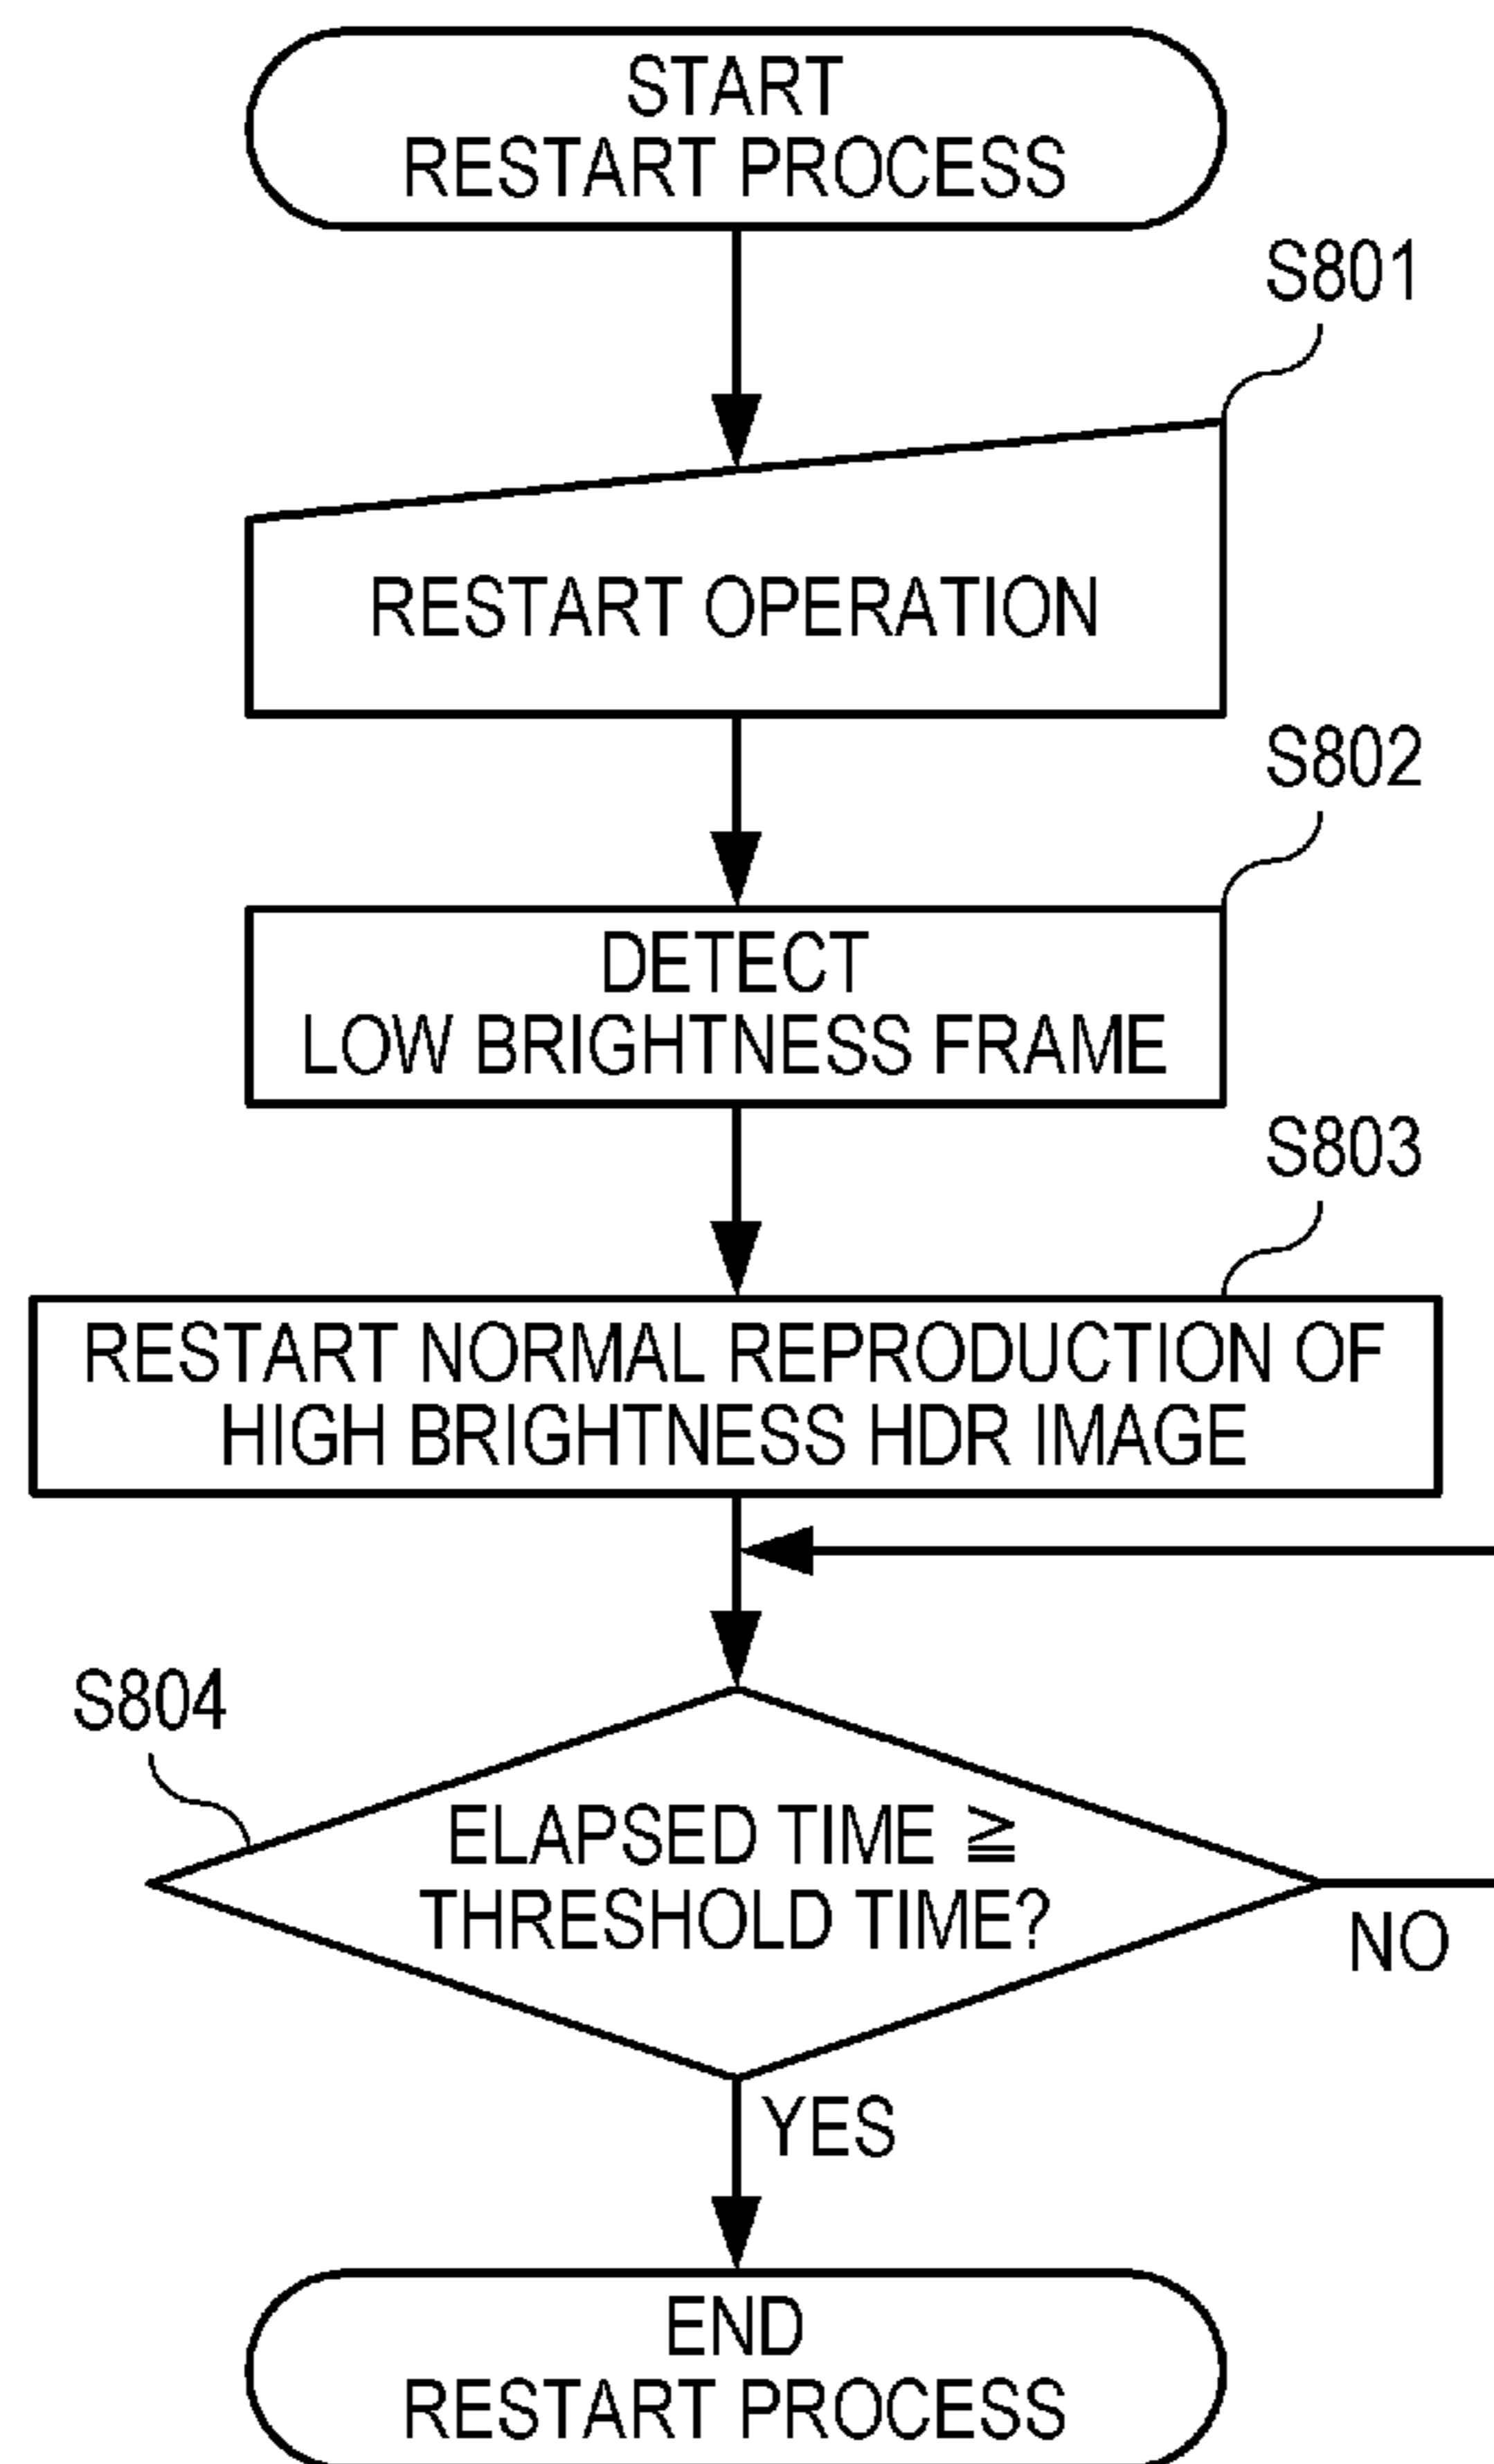 START
RESTART PROCESS
S801
RESTART OPERATION
S802
DETECT
LOW BRIGHTNESS FRAME
S803
RESTART NORMAL REPRODUCTION OF
HIGH BRIGHTNESS HDR IMAGE
S804
ELAPSED TIME ≧
THRESHOLD TIME?
NO
YES
END
RESTART PROCESS